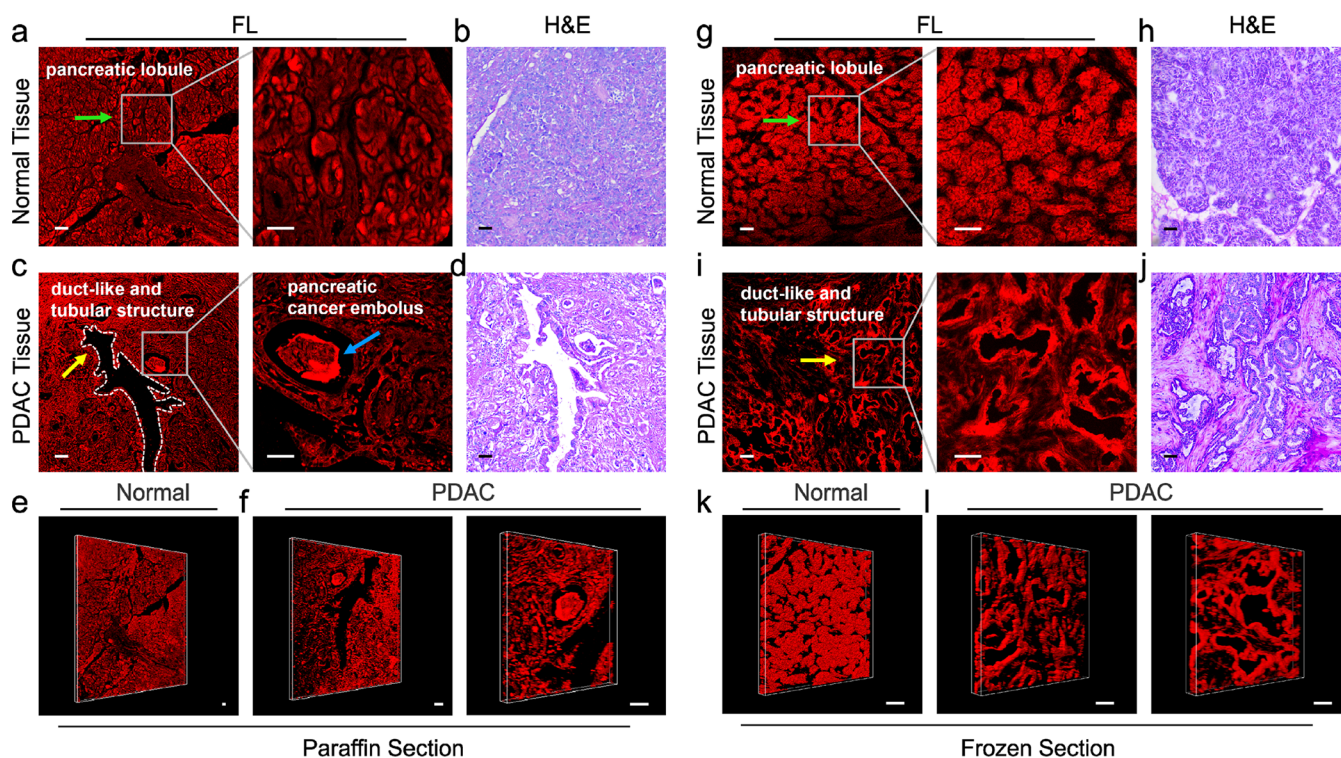 a
FL
b
H&E
Normal Tissue
pancreatic lobule
c
d
PDAC Tissue
duct-like and
tubular structure
pancreatic
cancer embolus
e
Normal
f
PDAC
Paraffin Section
g
FL
h
H&E
Normal Tissue
pancreatic lobule
i
j
PDAC Tissue
duct-like and
tubular structure
k
Normal
l
PDAC
Frozen Section